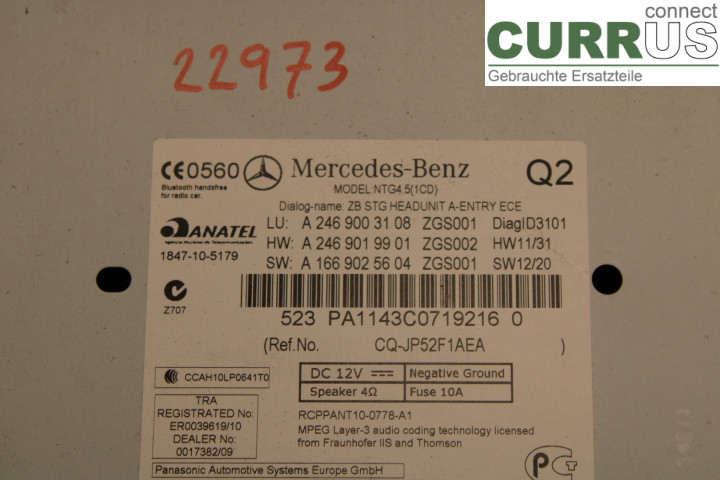 connect
CURRUS
Gebrauchte Ersatzteile
22973
CE0560
Bluetooth handsfree
for radio car.
Mercedes-Benz
Q2
MODEL:NTG4.5(1CD)
Dialog-name: ZB STG HEADUNIT A-ENTRY ECE
ANATEL
Agência Nacional de Telecomunicações
1847-10-5179
LU: A 246 900 31 08 ZGS001 DiagID3101
HW: A 246 901 99 01 ZGS002 HW11/31
SW: A 166 902 56 04 ZGS001 SW12/20
Z707
523 PA1143C0719216 0
(Ref.No. CQ-JP52F1AEA )
CCAH10LP0641T0
DC 12V Negative Ground
Speaker 4Ω Fuse 10A
TRA
REGISTRATED No:
ER0039619/10
DEALER No:
0017382/09
RCPPANT10-0778-A1
MPEG Layer-3 audio coding technology licensed
from Fraunhofer IIS and Thomson
Panasonic Automotive Systems Europe GmbH